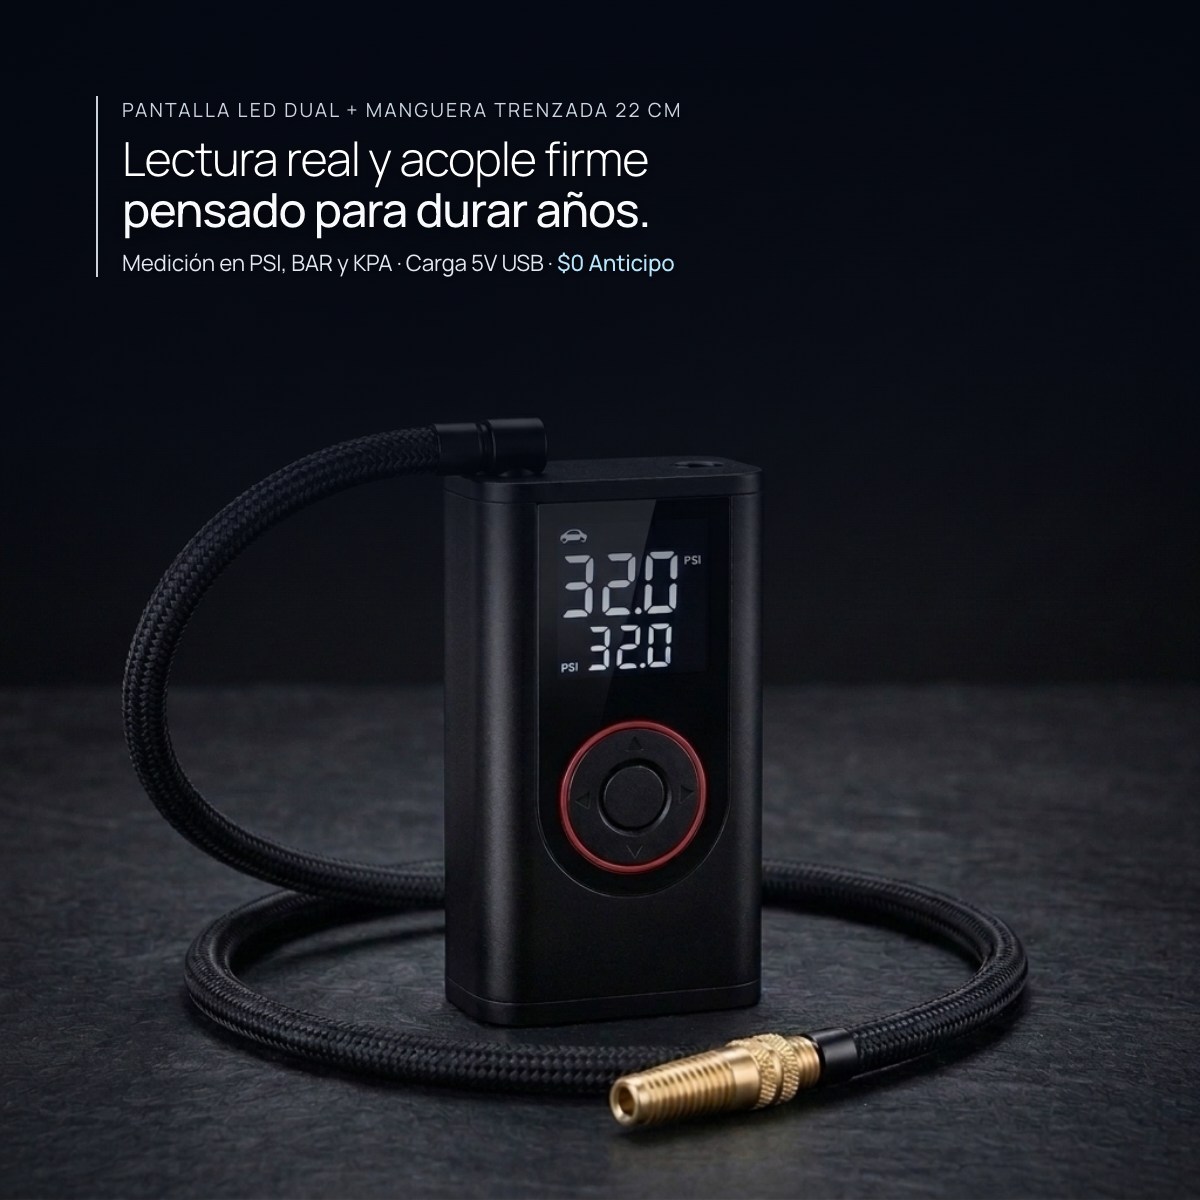 PANTALLA LED DUAL + MANGUERA TRENZADA 22 CM
Lectura real y acople firme
pensado para durar años.
Medición en PSI, BAR y KPA · Carga 5V USB · $0 Anticipo
32.0 PSI
PSI 32.0